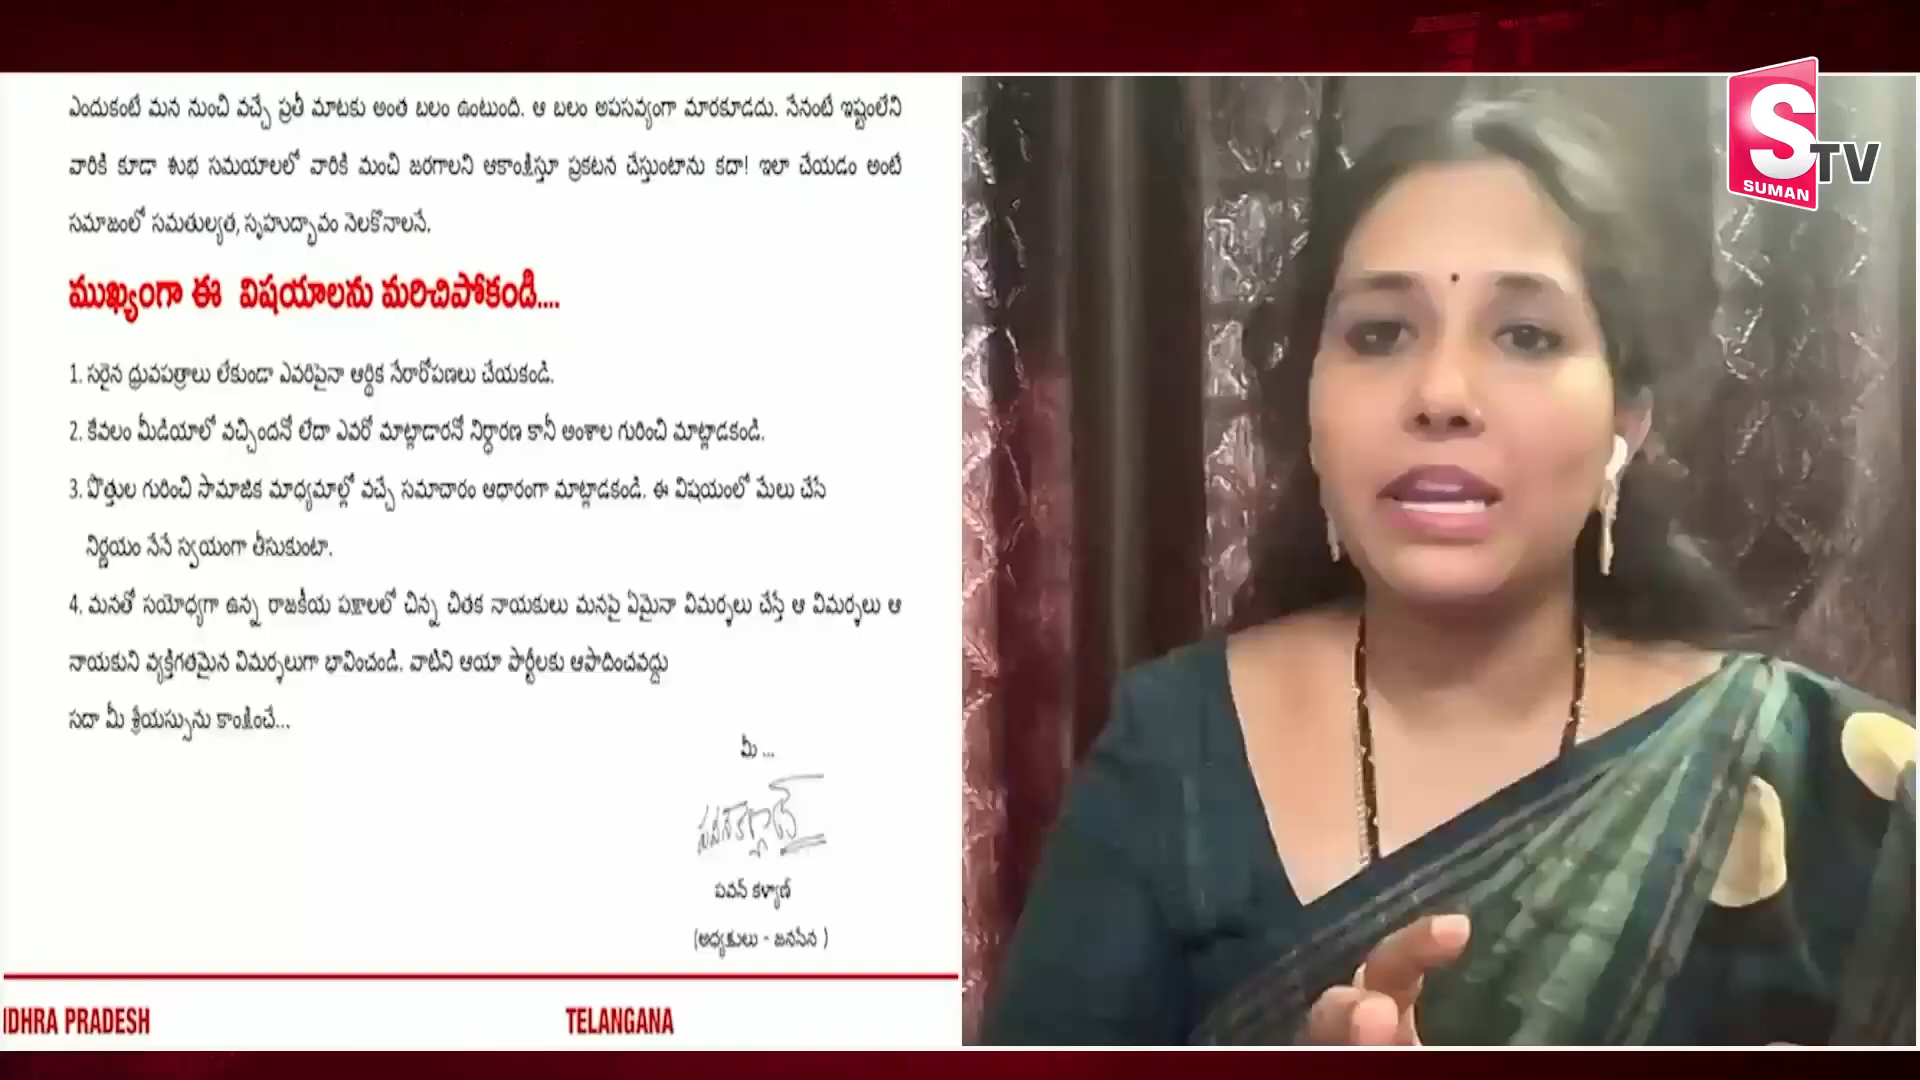 ఎందుకంటే మన నుంచి వచ్చే ప్రతీ మాటకు అంత బలం ఉంటుంది. ఆ బలం అపసవ్యంగా మారకూడదు. నేనంటే ఇష్టంలేని
వారికి కూడా శుభ సమయాలలో వారికి మంచి జరగాలని ఆకాంక్షిస్తూ ప్రకటన చేస్తుంటాను కదా! ఇలా చేయడం అంటే
సమాజంలో సమతుల్యత, సృహుద్భావం నెలకొనాలనే.
ముఖ్యంగా ఈ విషయాలను మరిచిపోకండి....
1. సరైన ధ్రువపత్రాలు లేకుండా ఎవరిపైనా ఆర్థిక నేరారోపణలు చేయకండి.
2. కేవలం మీడియాలో వచ్చిందనో లేదా ఎవరో మాట్లాడారనో నిర్ధారణ కానీ అంశాల గురించి మాట్లాడకండి.
3. పొత్తుల గురించి సామాజిక మాధ్యమాల్లో వచ్చే సమాచారం ఆధారంగా మాట్లాడకండి. ఈ విషయంలో మేలు చేసే
నిర్ణయం నేనే స్వయంగా తీసుకుంటా.
4. మనతో సయోధ్యగా ఉన్న రాజకీయ పక్షాలలో చిన్న చితక నాయకులు మనపై ఏమైనా విమర్శలు చేస్తే ఆ విమర్శలు ఆ
నాయకుని వ్యక్తిగతమైన విమర్శలుగా భావించండి. వాటిని ఆయా పార్టీలకు ఆపాదించవద్దు
సదా మీ శ్రేయస్సును కాంక్షించే...
మీ ...
పవన్ కళ్యాణ్
పవన్ కళ్యాణ్
(అధ్యక్షులు - జనసేన )
NDHRA PRADESH
TELANGANA
S TV
SUMAN